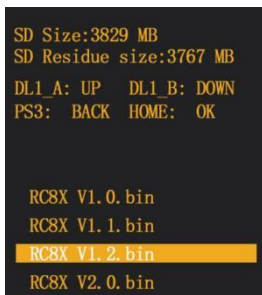 SD Size:3829 MB
SD Residue size:3767 MB
DL1_A: UP DL1_B: DOWN
PS3: BACK HOME: OK
RC8X V1.0.bin
RC8X V1.1.bin
RC8X V1.2.bin
RC8X V2.0.bin